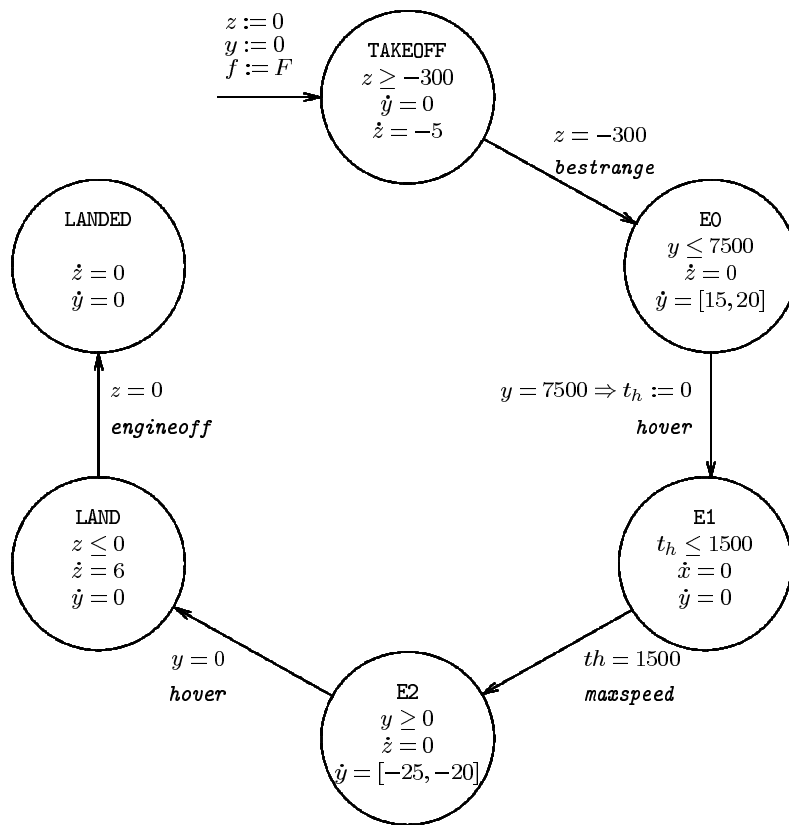 z := 0
y := 0
f := F
TAKEOFF
z ≥ −300
ẏ = 0
ż = −5
z = −300
bestrange
E0
y ≤ 7500
ż = 0
ẏ = [15, 20]
y = 7500 ⇒ t_h := 0
hover
E1
t_h ≤ 1500
ẋ = 0
ẏ = 0
th = 1500
maxspeed
E2
y ≥ 0
ż = 0
ẏ = [−25, −20]
y = 0
hover
LAND
z ≤ 0
ż = 6
ẏ = 0
z = 0
engineoff
LANDED
ż = 0
ẏ = 0